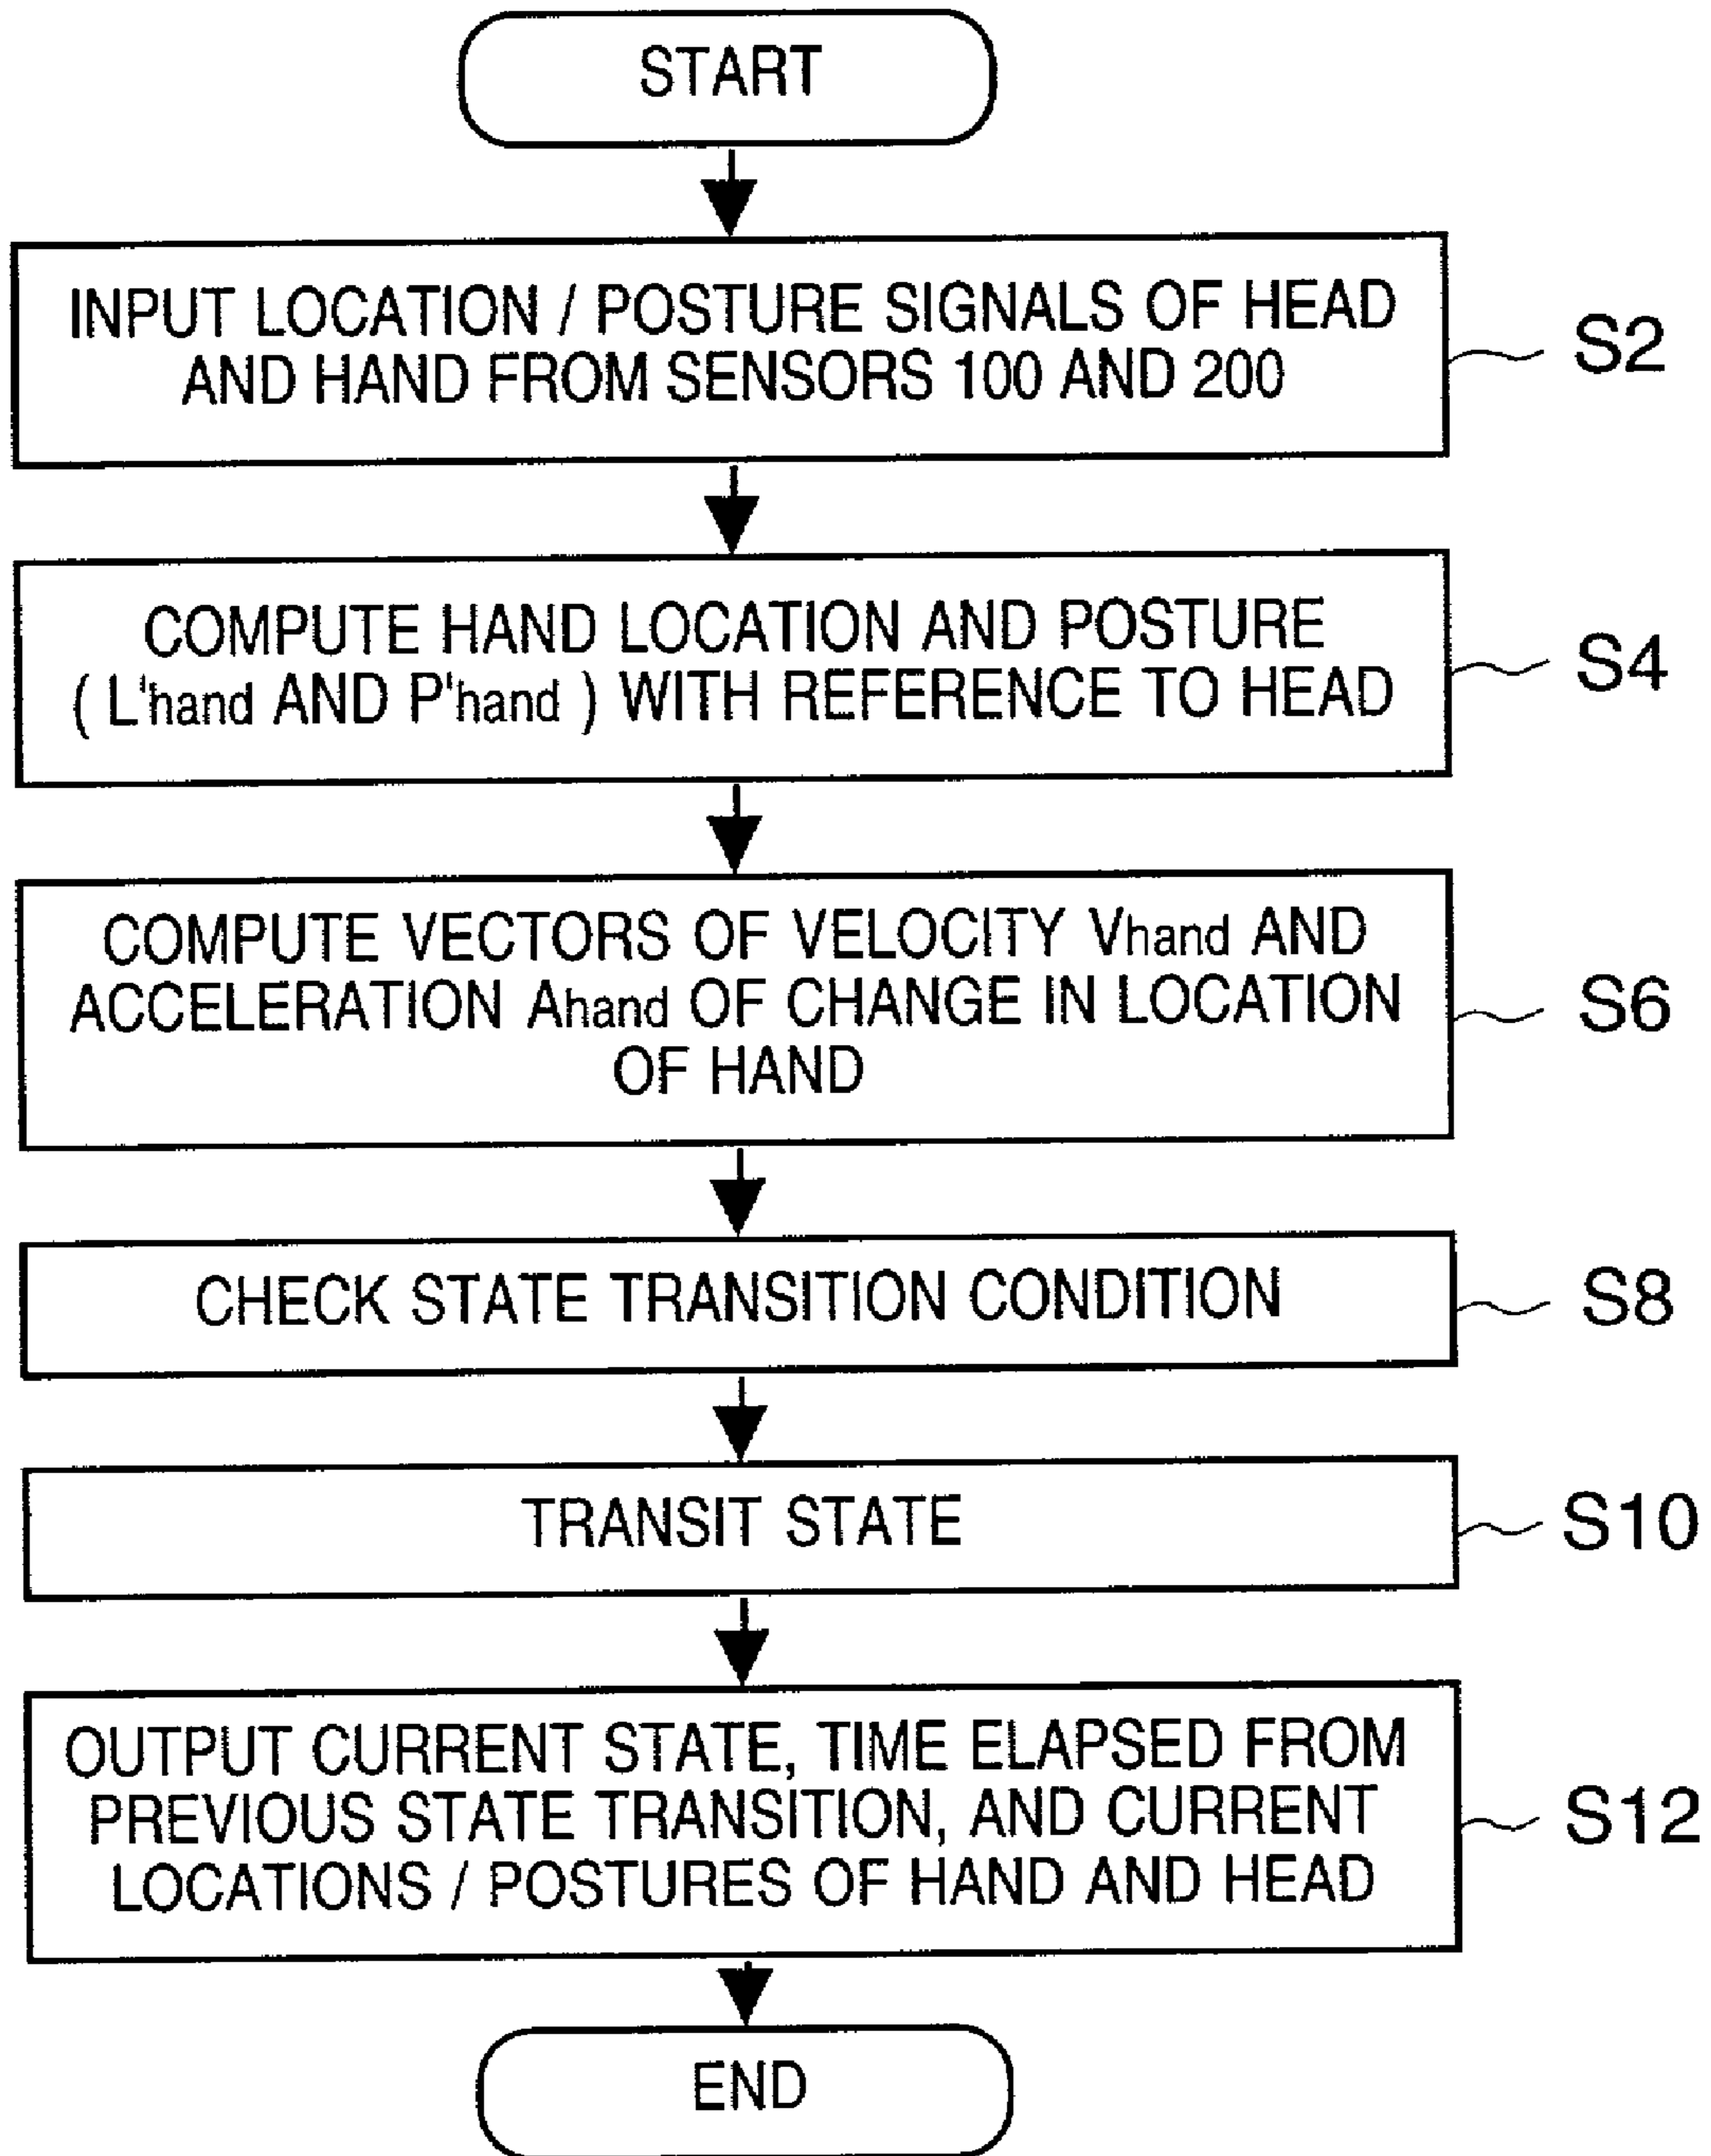 START
INPUT LOCATION / POSTURE SIGNALS OF HEAD
AND HAND FROM SENSORS 100 AND 200
S2
COMPUTE HAND LOCATION AND POSTURE
( L'hand AND P'hand ) WITH REFERENCE TO HEAD
S4
COMPUTE VECTORS OF VELOCITY Vhand AND
ACCELERATION Ahand OF CHANGE IN LOCATION
OF HAND
S6
CHECK STATE TRANSITION CONDITION
S8
TRANSIT STATE
S10
OUTPUT CURRENT STATE, TIME ELAPSED FROM
PREVIOUS STATE TRANSITION, AND CURRENT
LOCATIONS / POSTURES OF HAND AND HEAD
S12
END